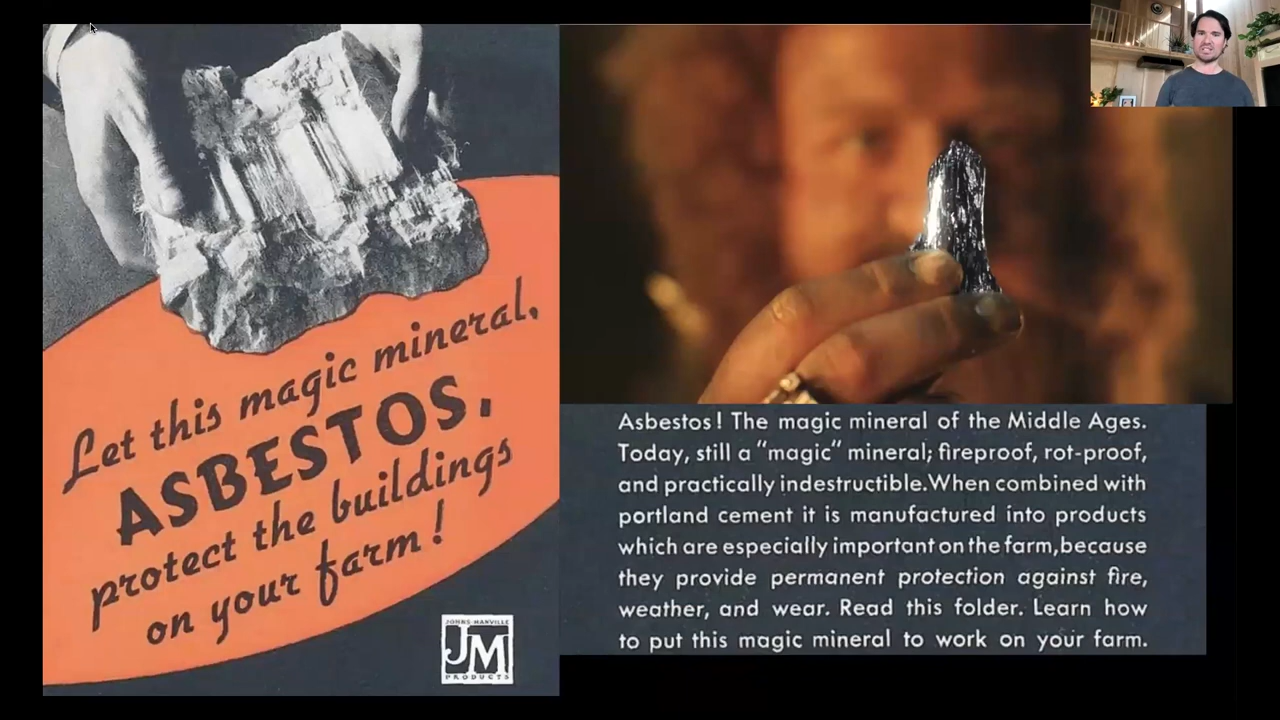 Let this magic mineral,
ASBESTOS,
protect the buildings
on your farm!
JOHNS-MANVILLE
JM
PRODUCTS
Asbestos! The magic mineral of the Middle Ages.
Today, still a “magic” mineral; fireproof, rot-proof,
and practically indestructible. When combined with
portland cement it is manufactured into products
which are especially important on the farm, because
they provide permanent protection against fire,
weather, and wear. Read this folder. Learn how
to put this magic mineral to work on your farm.